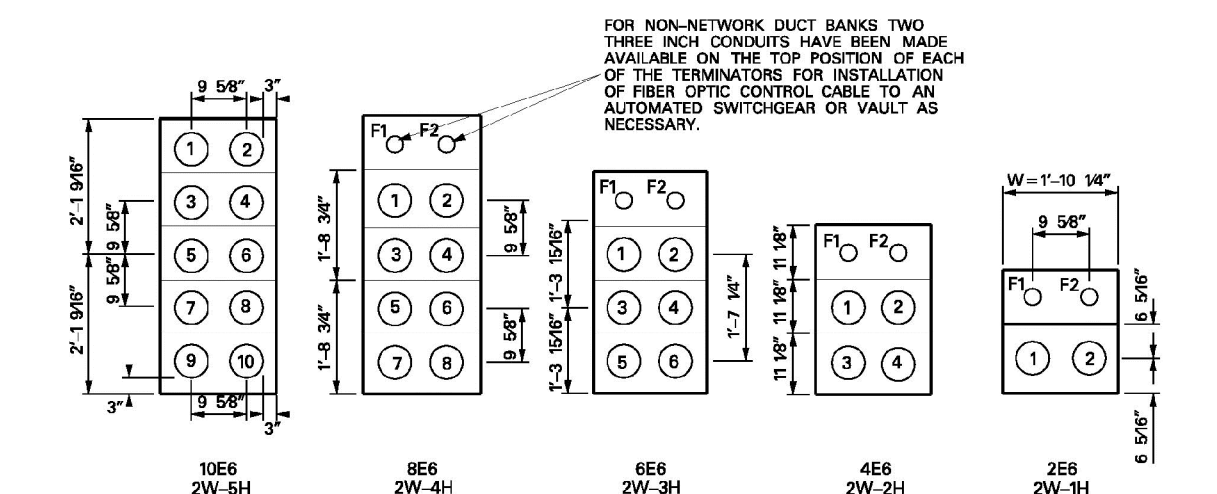 FOR NON–NETWORK DUCT BANKS TWO
THREE INCH CONDUITS HAVE BEEN MADE
AVAILABLE ON THE TOP POSITION OF EACH
OF THE TERMINATORS FOR INSTALLATION
OF FIBER OPTIC CONTROL CABLE TO AN
AUTOMATED SWITCHGEAR OR VAULT AS
NECESSARY.
9 5/8" 3"
1 2
3 4
5 6
7 8
9 10
2'–1 9/16"
2'–1 9/16"
9 5/8"
9 5/8"
3"
9 5/8"
3"
10E6
2W–5H
F1 F2
1 2
3 4
5 6
7 8
1'–8 3/4"
1'–8 3/4"
9 5/8"
9 5/8"
8E6
2W–4H
F1 F2
1 2
3 4
5 6
1'–3 15/16"
1'–3 15/16"
1'–7 1/4"
6E6
2W–3H
F1 F2
1 2
3 4
11 1/8"
11 1/8"
11 1/8"
4E6
2W–2H
W=1'–10 1/4"
9 5/8"
F1 F2
1 2
6 5/16"
6 5/16"
2E6
2W–1H